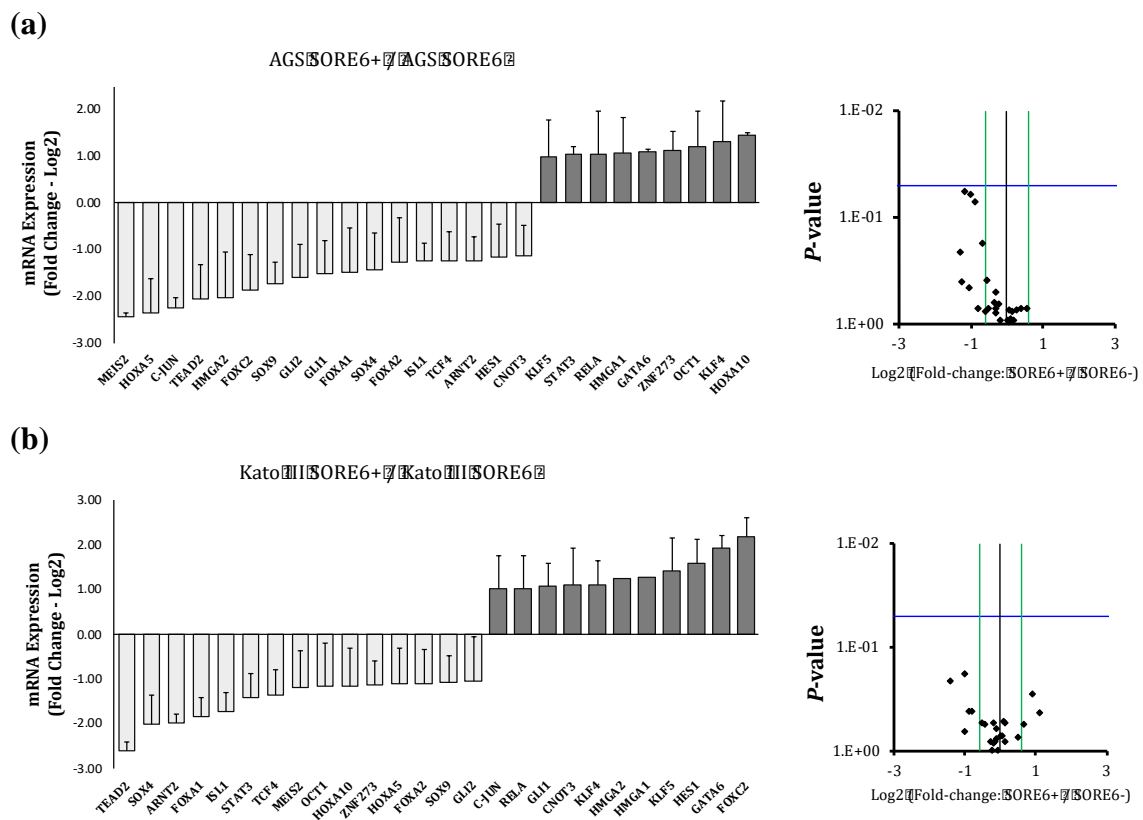 (a)
AGS SORE6+ / AGS SORE6-
mRNA Expression
(Fold Change - Log2)
2.00
1.00
0.00
-1.00
-2.00
-3.00
MEIS2
HOXA5
C-JUN
TEAD2
HMGA2
FOXC2
SOX9
GLI2
GLI1
FOXA1
SOX4
FOXA2
ISL1
TCF4
ARNT2
HES1
CNOT3
KLF5
STAT3
RELA
HMGA1
GATA6
ZNF273
OCT1
KLF4
HOXA10
P-value
1.E-02
1.E-01
1.E+00
-3
-1
1
3
Log2 (Fold-change: SORE6+ / SORE6-)
(b)
Kato III SORE6+ / Kato III SORE6-
mRNA Expression
(Fold Change - Log2)
3.00
2.00
1.00
0.00
-1.00
-2.00
-3.00
TEAD2
SOX4
ARNT2
FOXA1
ISL1
STAT3
TCF4
MEIS2
OCT1
HOXA10
ZNF273
HOXA5
FOXA2
SOX9
GLI2
C-JUN
RELA
GLI1
CNOT3
KLF4
HMGA2
HMGA1
KLF5
HES1
GATA6
FOXC2
P-value
1.E-02
1.E-01
1.E+00
-3
-1
1
3
Log2 (Fold-change: SORE6+ / SORE6-)